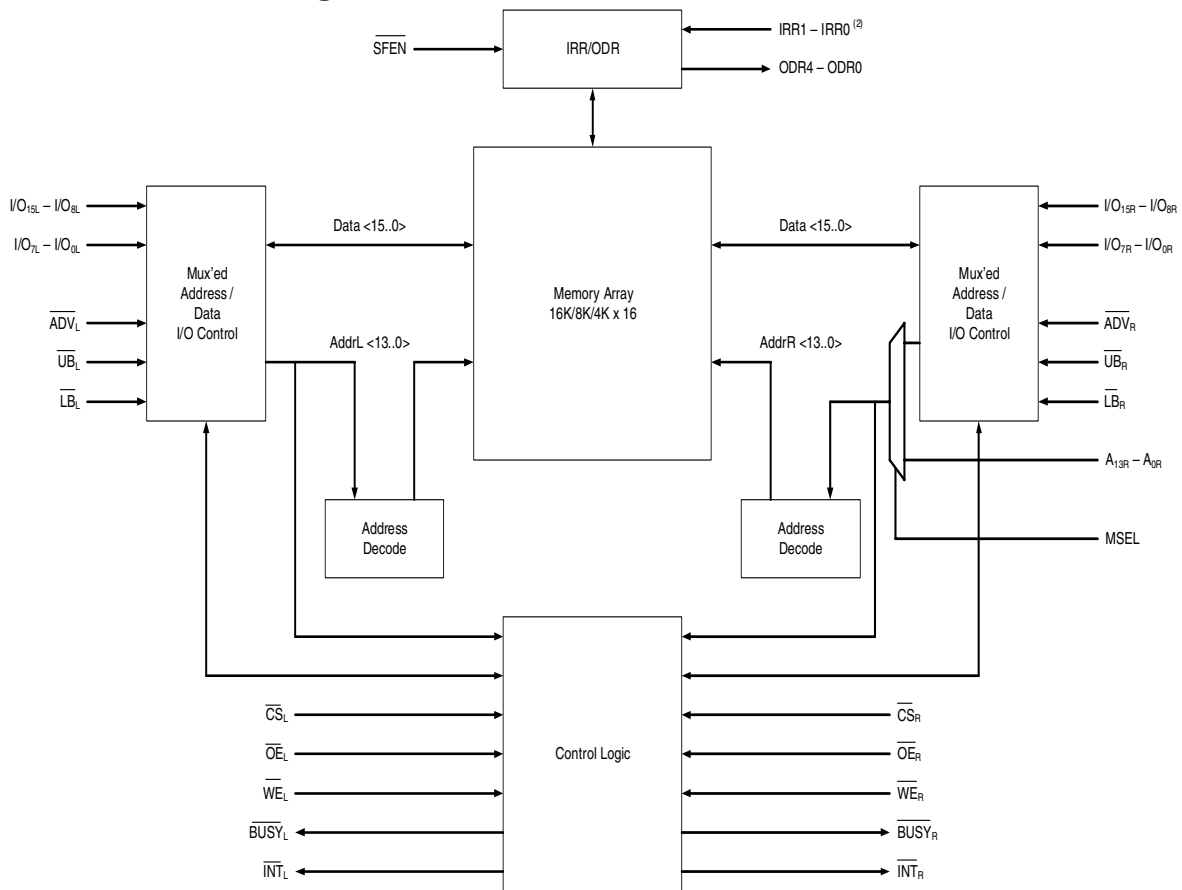 IRR1 – IRR0 (2)
SFEN
IRR/ODR
ODR4 – ODR0
I/O15L – I/O8L
I/O15R – I/O8R
Data <15..0>
Data <15..0>
I/O7L – I/O0L
I/O7R – I/O0R
Mux'ed
Address /
Data
I/O Control
Memory Array
16K/8K/4K x 16
Mux'ed
Address /
Data
I/O Control
ADVL
ADVR
AddrL <13..0>
AddrR <13..0>
UBL
UBR
LBL
LBR
A13R – A0R
Address
Decode
Address
Decode
MSEL
CSL
CSR
OEL
Control Logic
OER
WEL
WER
BUSYL
BUSYR
INTL
INTR